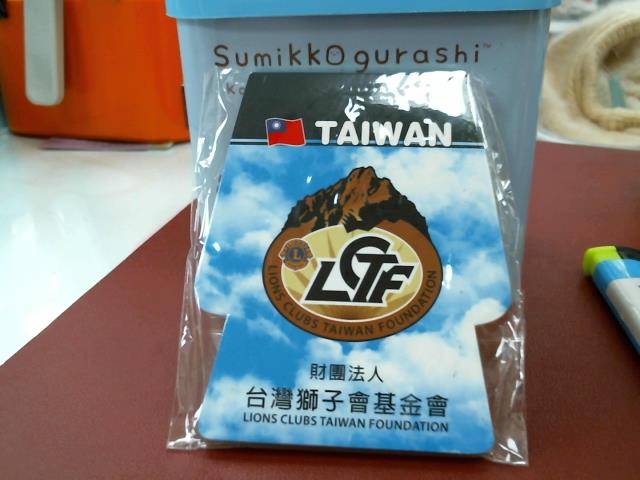 Sumikkogurashi™
TAIWAN
L
LCTF
LIONS CLUBS TAIWAN FOUNDATION
財團法人
台灣獅子會基金會
LIONS CLUBS TAIWAN FOUNDATION